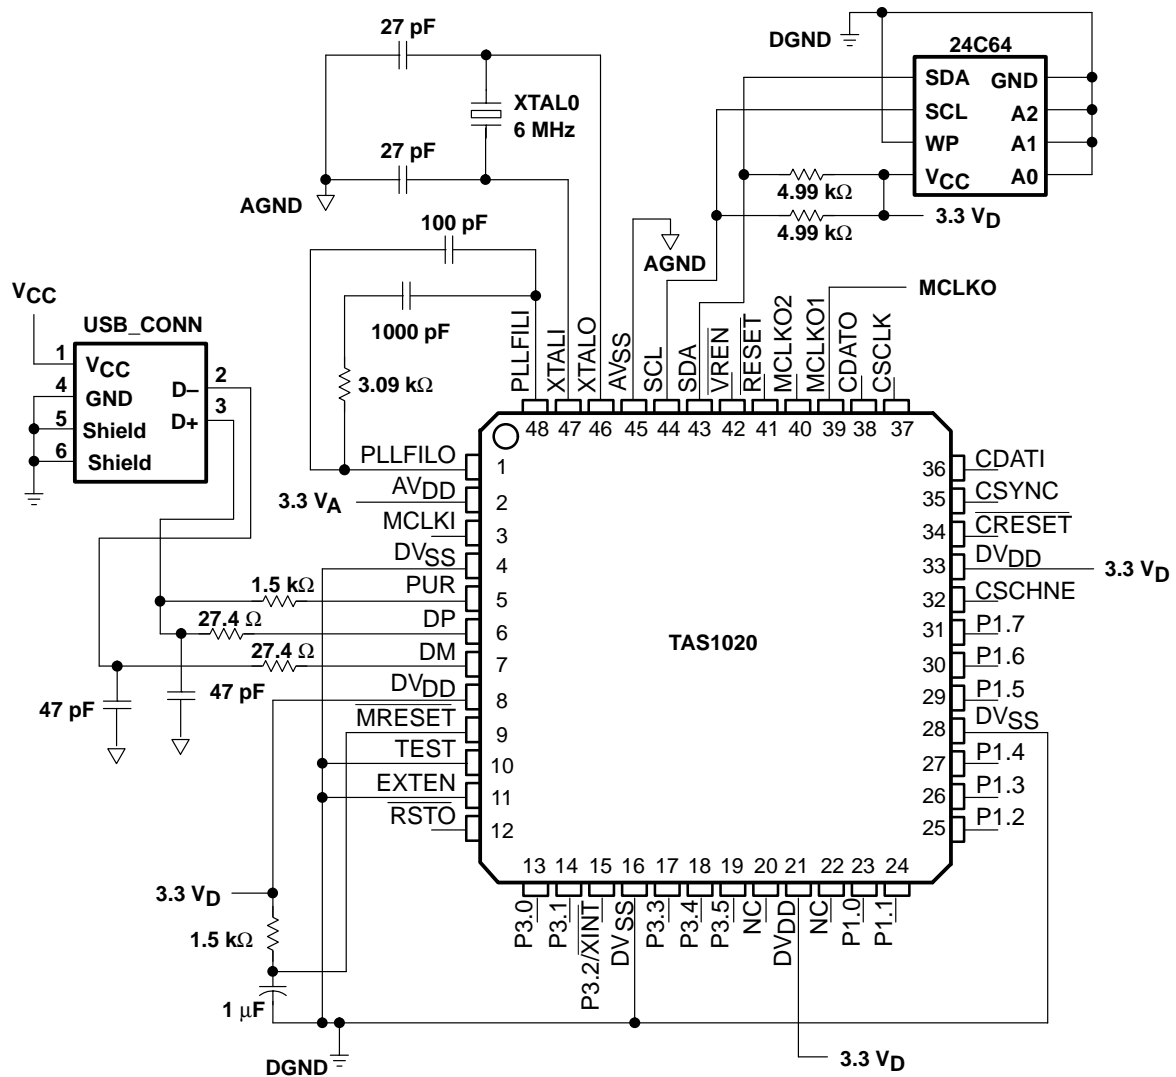 27 pF
DGND
24C64
SDA
GND
SCL
A2
WP
A1
VCC
A0
XTAL0
6 MHz
27 pF
AGND
4.99 kΩ
4.99 kΩ
3.3 VD
100 pF
AGND
1000 pF
3.09 kΩ
MCLKO
VCC
USB_CONN
1
VCC
4
GND
5
Shield
6
Shield
D–
2
D+
3
PLLFILI
XTALI
XTALO
AVSS
SCL
SDA
VREN
RESET
MCLKO2
MCLKO1
CDATO
CSCLK
48
47
46
45
44
43
42
41
40
39
38
37
PLLFILO
1
3.3 VA
AVDD
2
MCLKI
3
DVSS
4
1.5 kΩ
PUR
5
27.4 Ω
DP
6
27.4 Ω
DM
7
47 pF
47 pF
DVDD
8
MRESET
9
TEST
10
EXTEN
11
RSTO
12
TAS1020
36
CDATI
35
CSYNC
34
CRESET
33
DVDD
3.3 VD
32
CSCHNE
31
P1.7
30
P1.6
29
P1.5
28
DVSS
27
P1.4
26
P1.3
25
P1.2
13
14
15
16
17
18
19
20
21
22
23
24
P3.0
P3.1
P3.2/XINT
DVSS
P3.3
P3.4
P3.5
NC
DVDD
NC
P1.0
P1.1
3.3 VD
1.5 kΩ
1 µF
DGND
3.3 VD